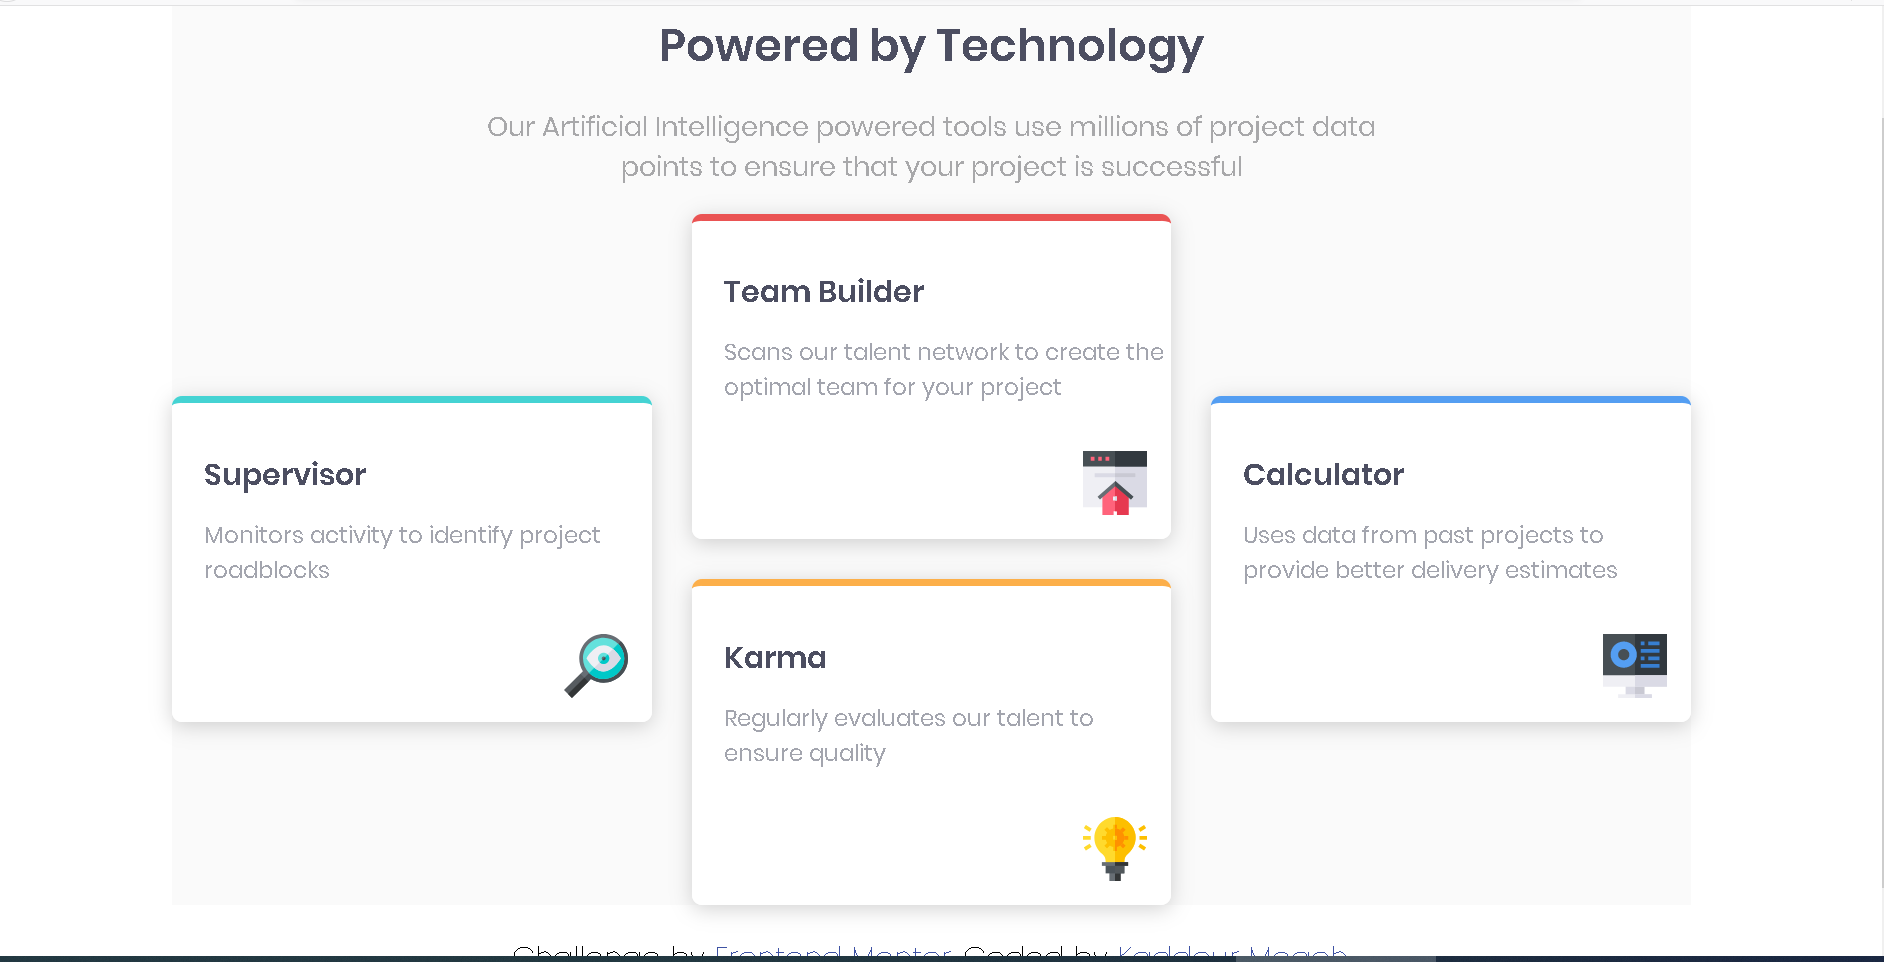 Powered by Technology
Our Artificial Intelligence powered tools use millions of project data
points to ensure that your project is successful
Team Builder
Scans our talent network to create the
optimal team for your project
Supervisor
Monitors activity to identify project
roadblocks
Calculator
Uses data from past projects to
provide better delivery estimates
Karma
Regularly evaluates our talent to
ensure quality
Challenge by Frontend Mentor. Coded by Kaddour